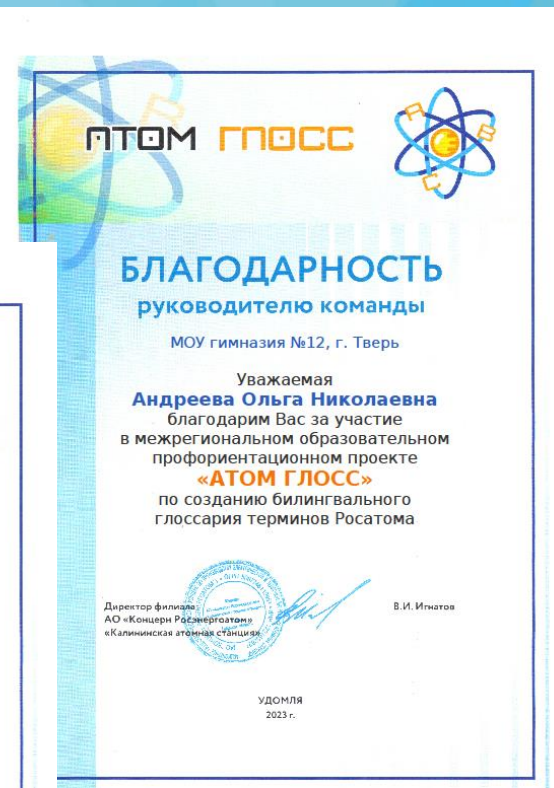 АТОМ ГЛОСС
А
В
С
БЛАГОДАРНОСТЬ
руководителю команды
МОУ гимназия №12, г. Тверь
Уважаемая
Андреева Ольга Николаевна
благодарим Вас за участие
в межрегиональном образовательном
профориентационном проекте
«АТОМ ГЛОСС»
по созданию билингвального
глоссария терминов Росатома
Директор филиала
АО «Концерн Росэнергоатом»
«Калининская атомная станция»
В.И. Игнатов
УДОМЛЯ
2023 г.